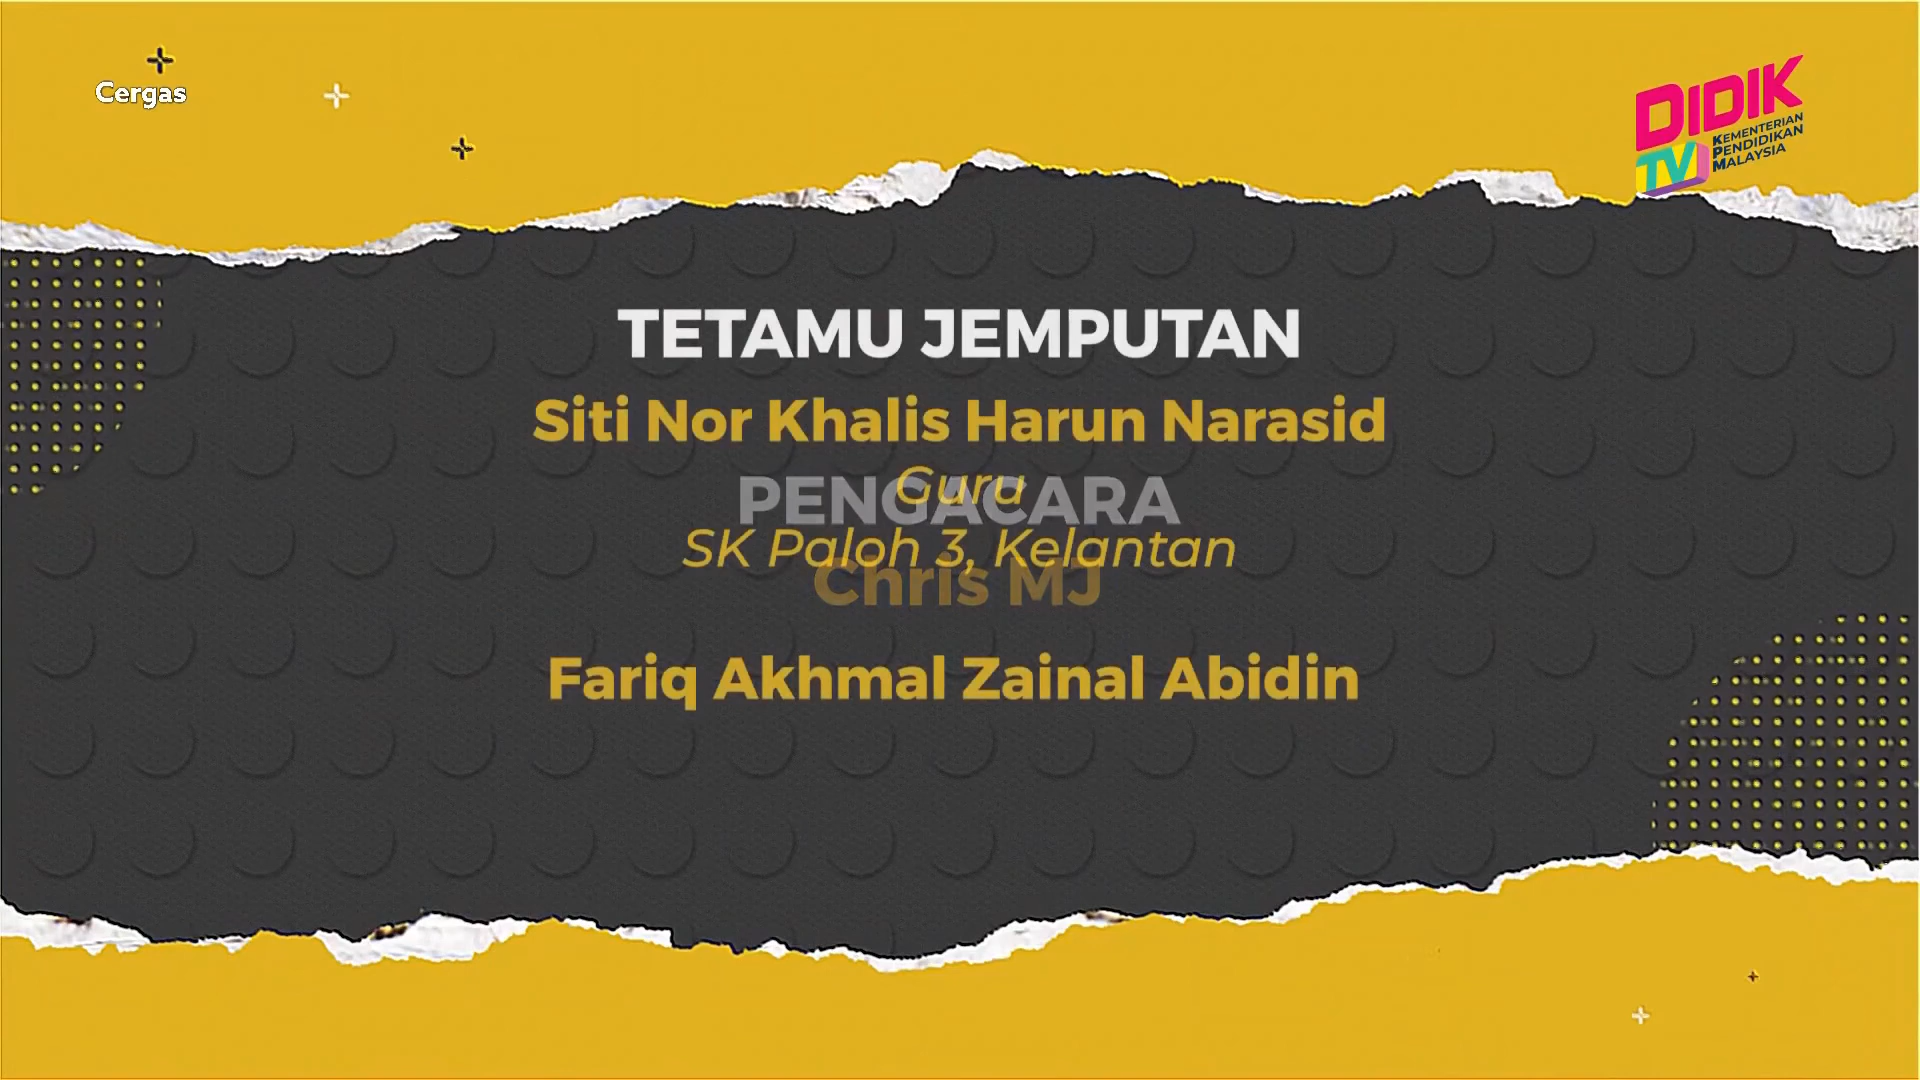 Cergas
DIDIK
TV
KEMENTERIAN
PENDIDIKAN
MALAYSIA
TETAMU JEMPUTAN
Siti Nor Khalis Harun Narasid
Guru
PENGACARA
SK Paloh 3, Kelantan
Chris MJ
Fariq Akhmal Zainal Abidin